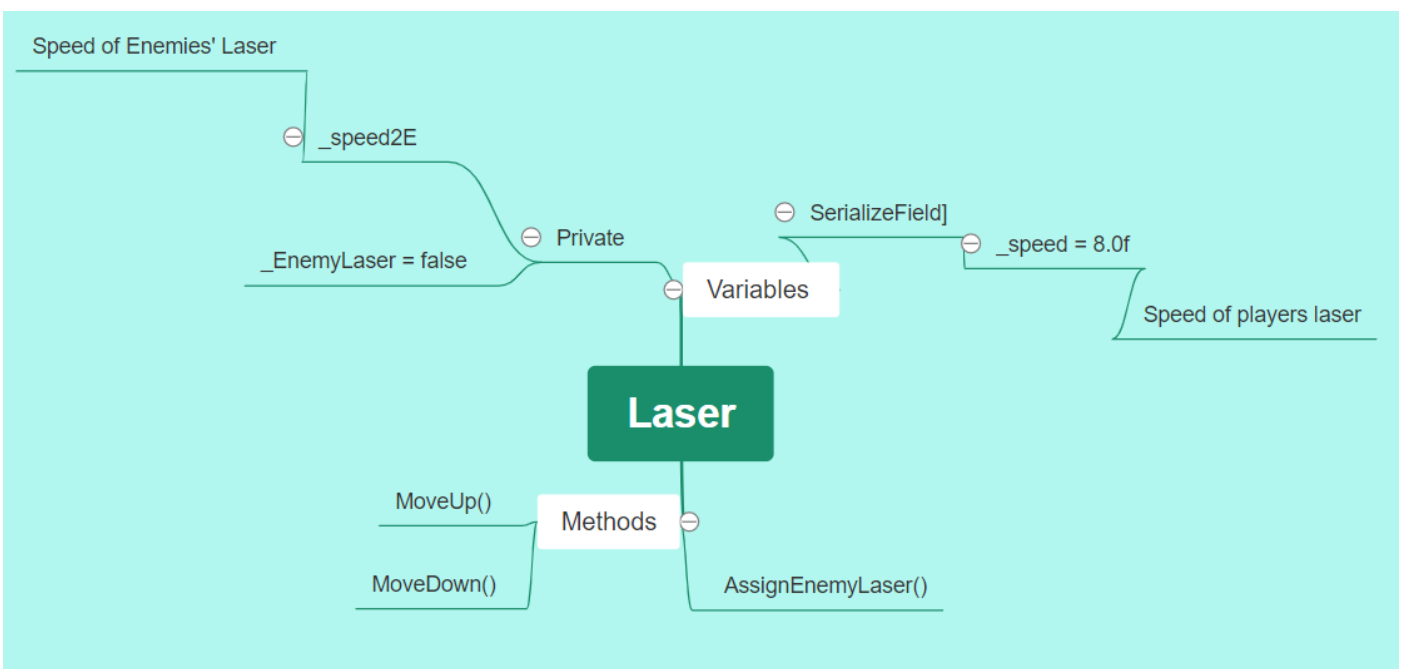 Speed of Enemies' Laser
_speed2E
SerializeField]
Private
_speed = 8.0f
_EnemyLaser = false
Variables
Speed of players laser
Laser
MoveUp()
Methods
MoveDown()
AssignEnemyLaser()